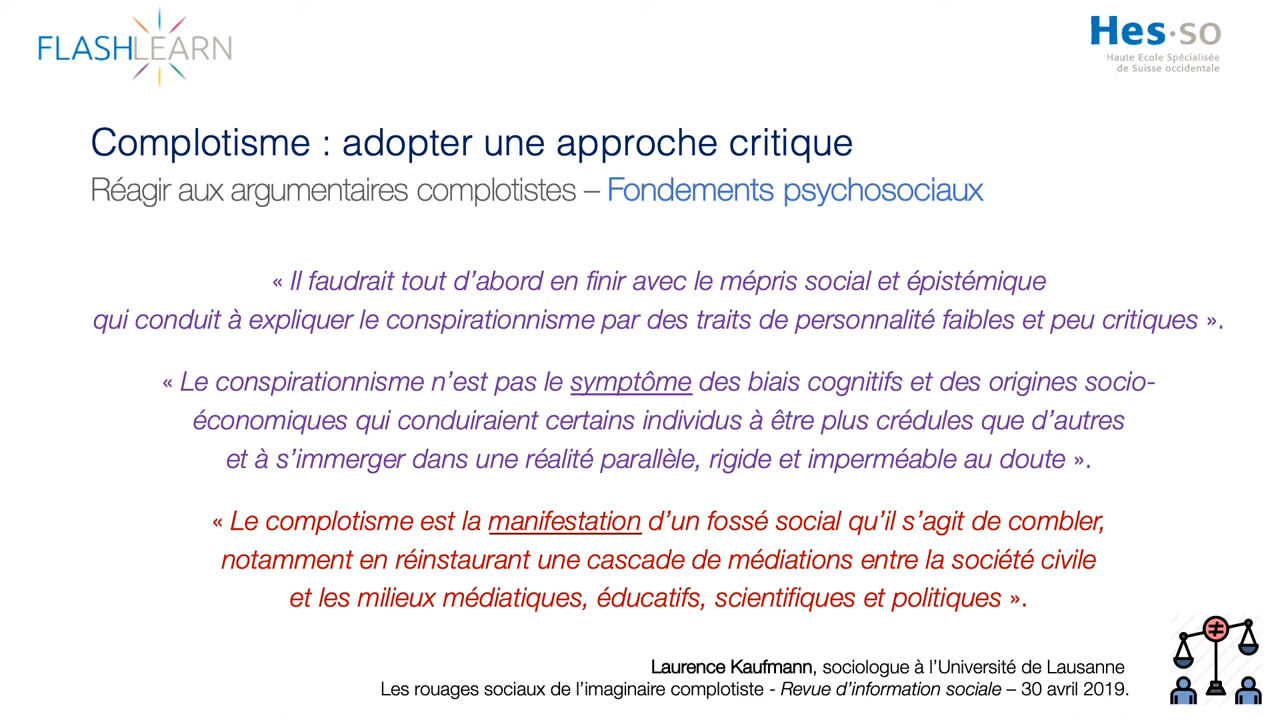 FLASHLEARN
Hes·so
Haute Ecole Spécialisée
de Suisse occidentale
Complotisme : adopter une approche critique
Réagir aux argumentaires complotistes – Fondements psychosociaux
« Il faudrait tout d’abord en finir avec le mépris social et épistémique
qui conduit à expliquer le conspirationnisme par des traits de personnalité faibles et peu critiques ».
« Le conspirationnisme n’est pas le symptôme des biais cognitifs et des origines socio-
économiques qui conduiraient certains individus à être plus crédules que d’autres
et à s’immerger dans une réalité parallèle, rigide et imperméable au doute ».
« Le complotisme est la manifestation d’un fossé social qu’il s’agit de combler,
notamment en réinstaurant une cascade de médiations entre la société civile
et les milieux médiatiques, éducatifs, scientifiques et politiques ».
Laurence Kaufmann, sociologue à l’Université de Lausanne
Les rouages sociaux de l’imaginaire complotiste - Revue d’information sociale – 30 avril 2019.